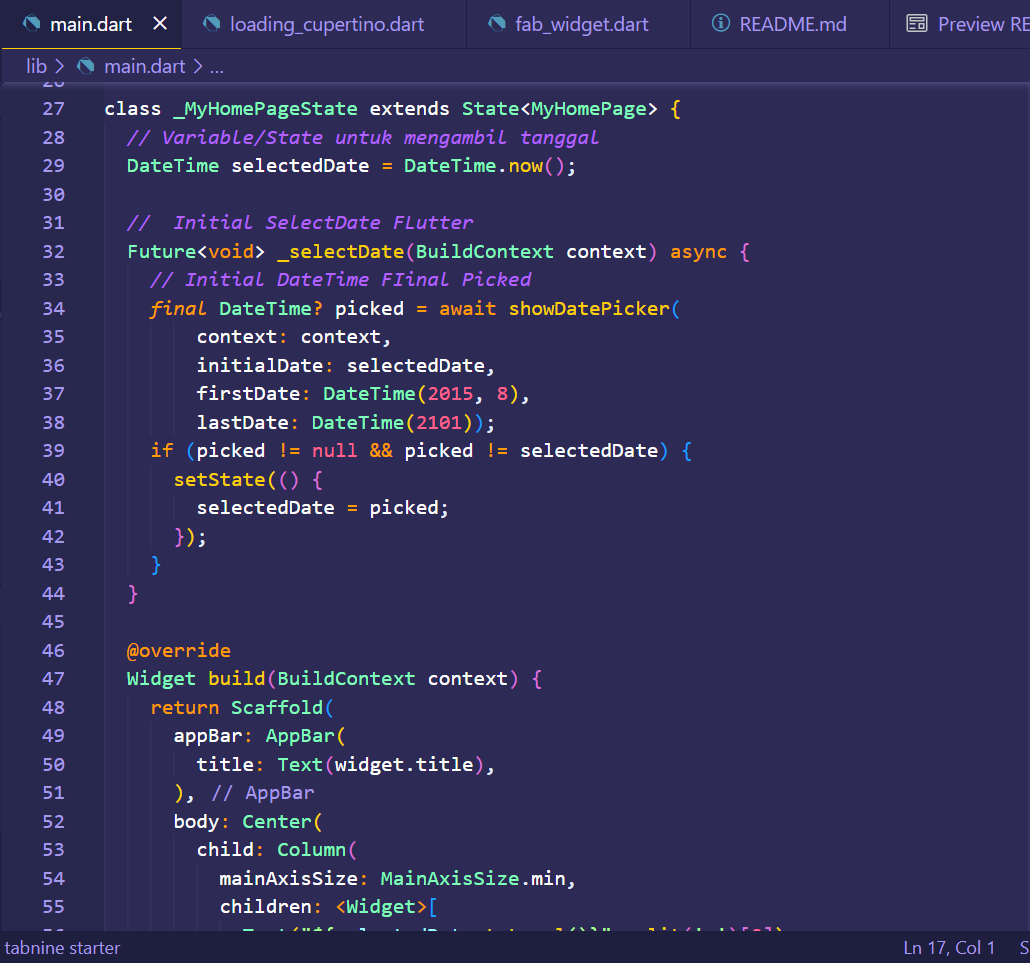 main.dart
loading_cupertino.dart
fab_widget.dart
README.md
Preview RE
lib > main.dart > ...
27 class _MyHomePageState extends State<MyHomePage> {
28 // Variable/State untuk mengambil tanggal
29 DateTime selectedDate = DateTime.now();
30
31 //  Initial SelectDate FLutter
32 Future<void> _selectDate(BuildContext context) async {
33 // Initial DateTime FIinal Picked
34 final DateTime? picked = await showDatePicker(
35 context: context,
36 initialDate: selectedDate,
37 firstDate: DateTime(2015, 8),
38 lastDate: DateTime(2101));
39 if (picked != null && picked != selectedDate) {
40 setState(() {
41 selectedDate = picked;
42 });
43 }
44 }
45
46 @override
47 Widget build(BuildContext context) {
48 return Scaffold(
49 appBar: AppBar(
50 title: Text(widget.title),
51 ), // AppBar
52 body: Center(
53 child: Column(
54 mainAxisSize: MainAxisSize.min,
55 children: <Widget>[
tabnine starter
Ln 17, Col 1